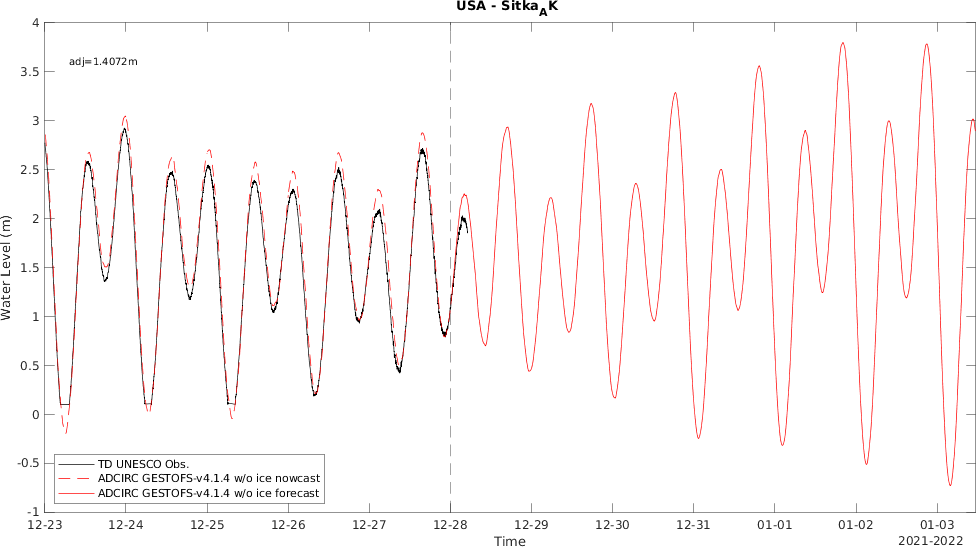 USA - Sitka_AK
adj=1.4072m
4
3.5
3
2.5
2
1.5
1
0.5
0
-0.5
-1
Water Level (m)
TD UNESCO Obs.
ADCIRC GESTOFS-v4.1.4 w/o ice nowcast
ADCIRC GESTOFS-v4.1.4 w/o ice forecast
12-23 12-24 12-25 12-26 12-27 12-28 12-29 12-30 12-31 01-01 01-02 01-03
Time
2021-2022